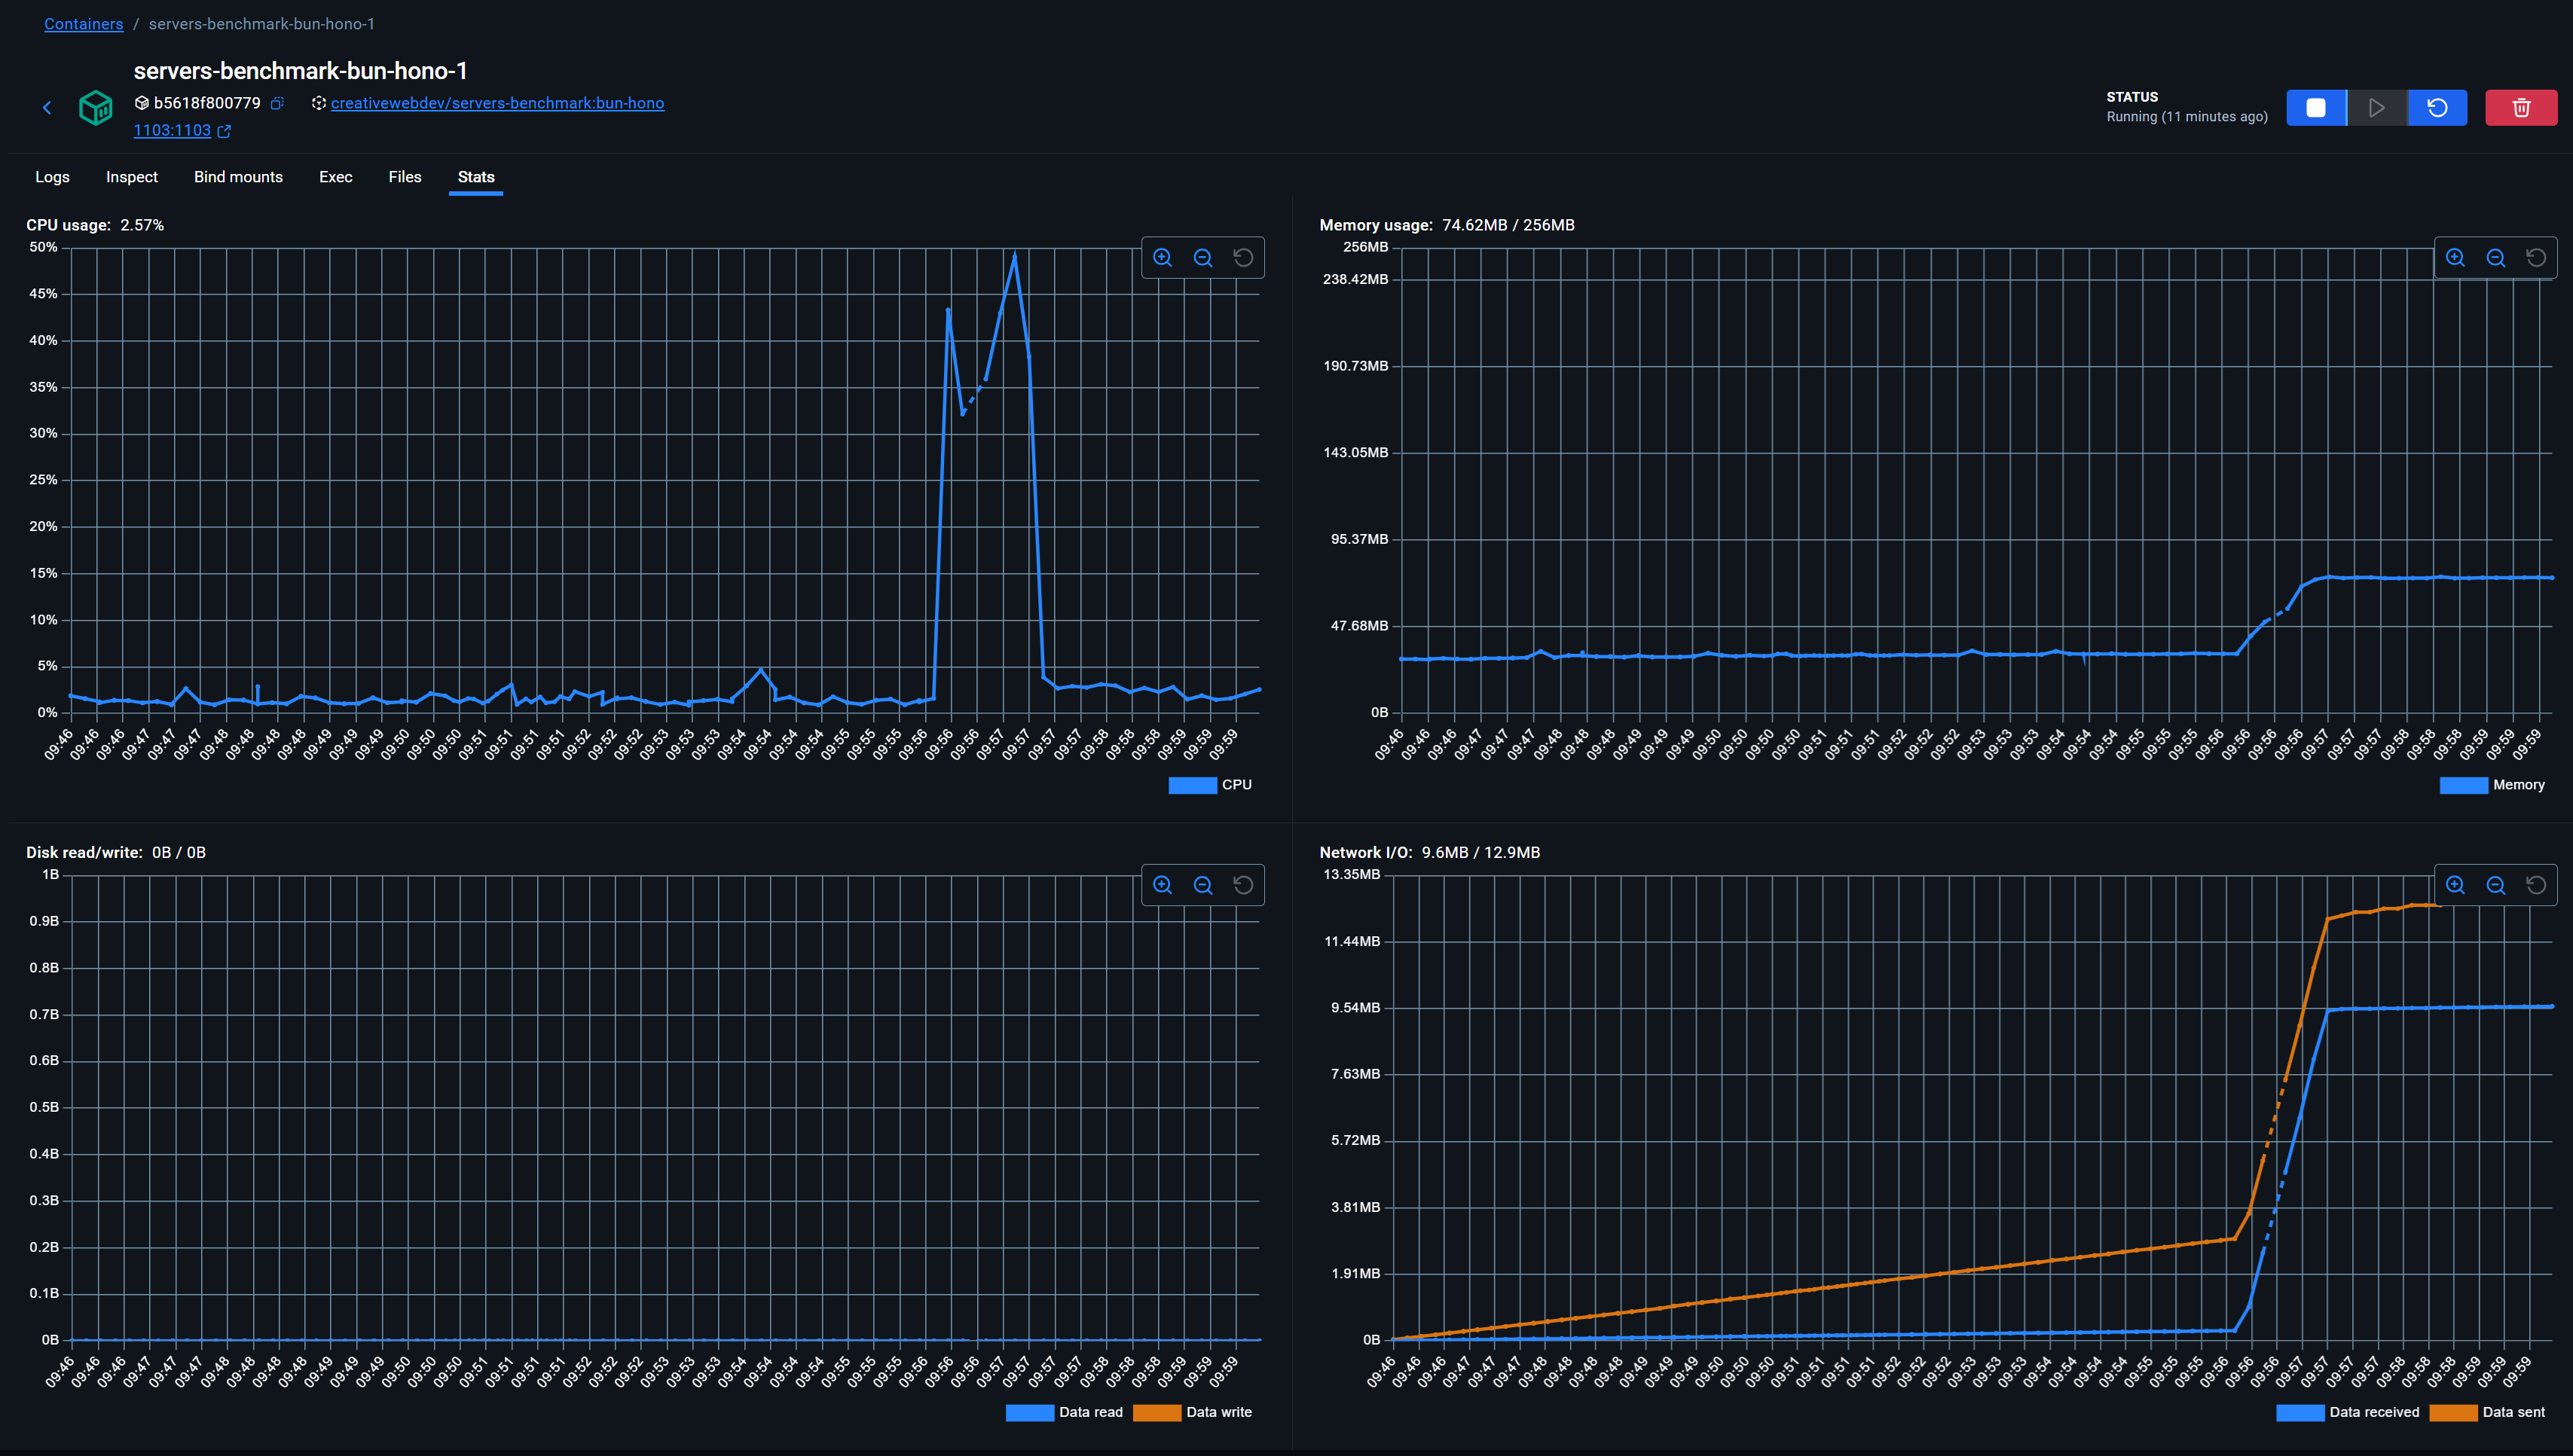 Containers / servers-benchmark-bun-hono-1
servers-benchmark-bun-hono-1
b5618f800779 creativewebdev/servers-benchmark:bun-hono
1103:1103
STATUS
Running (11 minutes ago)
Logs Inspect Bind mounts Exec Files Stats
CPU usage: 2.57%
50%
45%
40%
35%
30%
25%
20%
15%
10%
5%
0%
09:46 09:46 09:46 09:47 09:47 09:47 09:48 09:48 09:48 09:48 09:49 09:49 09:49 09:50 09:50 09:50 09:51 09:51 09:51 09:51 09:52 09:52 09:52 09:53 09:53 09:53 09:54 09:54 09:54 09:54 09:55 09:55 09:55 09:56 09:56 09:56 09:57 09:57 09:57 09:57 09:58 09:58 09:58 09:59 09:59 09:59
CPU
Memory usage: 74.62MB / 256MB
256MB
238.42MB
190.73MB
143.05MB
95.37MB
47.68MB
0B
09:46 09:46 09:46 09:47 09:47 09:47 09:48 09:48 09:48 09:49 09:49 09:49 09:50 09:50 09:50 09:50 09:51 09:51 09:51 09:52 09:52 09:52 09:53 09:53 09:53 09:54 09:54 09:54 09:55 09:55 09:55 09:56 09:56 09:56 09:56 09:57 09:57 09:57 09:58 09:58 09:58 09:59 09:59 09:59
Memory
Disk read/write: 0B / 0B
1B
0.9B
0.8B
0.7B
0.6B
0.5B
0.4B
0.3B
0.2B
0.1B
0B
09:46 09:46 09:46 09:47 09:47 09:47 09:48 09:48 09:48 09:48 09:49 09:49 09:49 09:50 09:50 09:50 09:51 09:51 09:51 09:51 09:52 09:52 09:52 09:53 09:53 09:53 09:54 09:54 09:54 09:54 09:55 09:55 09:55 09:56 09:56 09:56 09:57 09:57 09:57 09:57 09:58 09:58 09:58 09:59 09:59 09:59
Data read Data write
Network I/O: 9.6MB / 12.9MB
13.35MB
11.44MB
9.54MB
7.63MB
5.72MB
3.81MB
1.91MB
0B
09:46 09:46 09:46 09:47 09:47 09:47 09:48 09:48 09:48 09:48 09:49 09:49 09:49 09:50 09:50 09:50 09:51 09:51 09:51 09:51 09:52 09:52 09:52 09:53 09:53 09:53 09:54 09:54 09:54 09:54 09:55 09:55 09:55 09:56 09:56 09:56 09:57 09:57 09:57 09:57 09:58 09:58 09:58 09:59 09:59 09:59
Data received Data sent